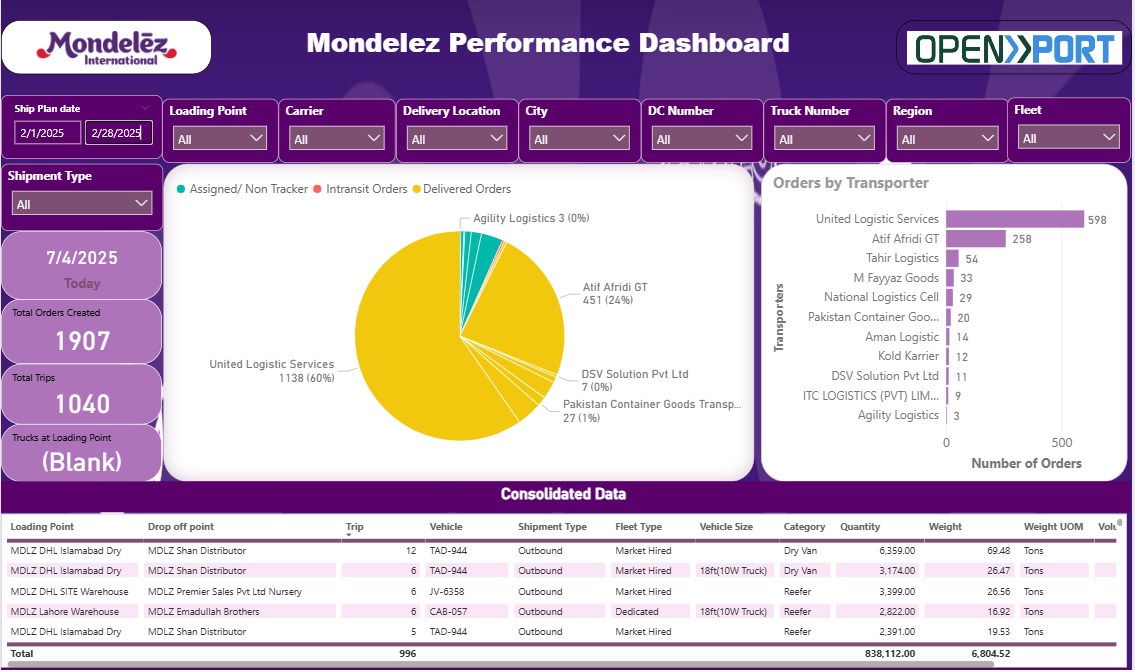 Mondelēz
International
Mondelez Performance Dashboard
OPEN PORT
Ship Plan date
2/1/2025 2/28/2025
Loading Point
All
Carrier
All
Delivery Location
All
City
All
DC Number
All
Truck Number
All
Region
All
Fleet
All
Shipment Type
All
7/4/2025
Today
Total Orders Created
1907
Total Trips
1040
Trucks at Loading Point
(Blank)
Assigned/ Non Tracker Intransit Orders Delivered Orders
Agility Logistics 3 (0%)
Atif Afridi GT
451 (24%)
DSV Solution Pvt Ltd
7 (0%)
Pakistan Container Goods Transp...
27 (1%)
United Logistic Services
1138 (60%)
Orders by Transporter
Transporters
United Logistic Services 598
Atif Afridi GT 258
Tahir Logistics 54
M Fayyaz Goods 33
National Logistics Cell 29
Pakistan Container Goo... 20
Aman Logistic 14
Kold Karrier 12
DSV Solution Pvt Ltd 11
ITC LOGISTICS (PVT) LIM... 9
Agility Logistics 3
0 500
Number of Orders
Consolidated Data
Loading Point Drop off point Trip Vehicle Shipment Type Fleet Type Vehicle Size Category Quantity Weight Weight UOM Volu
MDLZ DHL Islamabad Dry MDLZ Shan Distributor 12 TAD-944 Outbound Market Hired Dry Van 6,359.00 69.48 Tons
MDLZ DHL Islamabad Dry MDLZ Shan Distributor 6 TAD-944 Outbound Market Hired 18ft(10W Truck) Dry Van 3,174.00 26.47 Tons
MDLZ DHL SITE Warehouse MDLZ Premier Sales Pvt Ltd Nursery 6 JV-6358 Outbound Market Hired Reefer 3,399.00 26.56 Tons
MDLZ Lahore Warehouse MDLZ Emadullah Brothers 6 CAB-057 Outbound Dedicated 18ft(10W Truck) Reefer 2,822.00 16.92 Tons
MDLZ DHL Islamabad Dry MDLZ Shan Distributor 5 TAD-944 Outbound Market Hired Reefer 2,391.00 19.53 Tons
Total 996 838,112.00 6,804.52